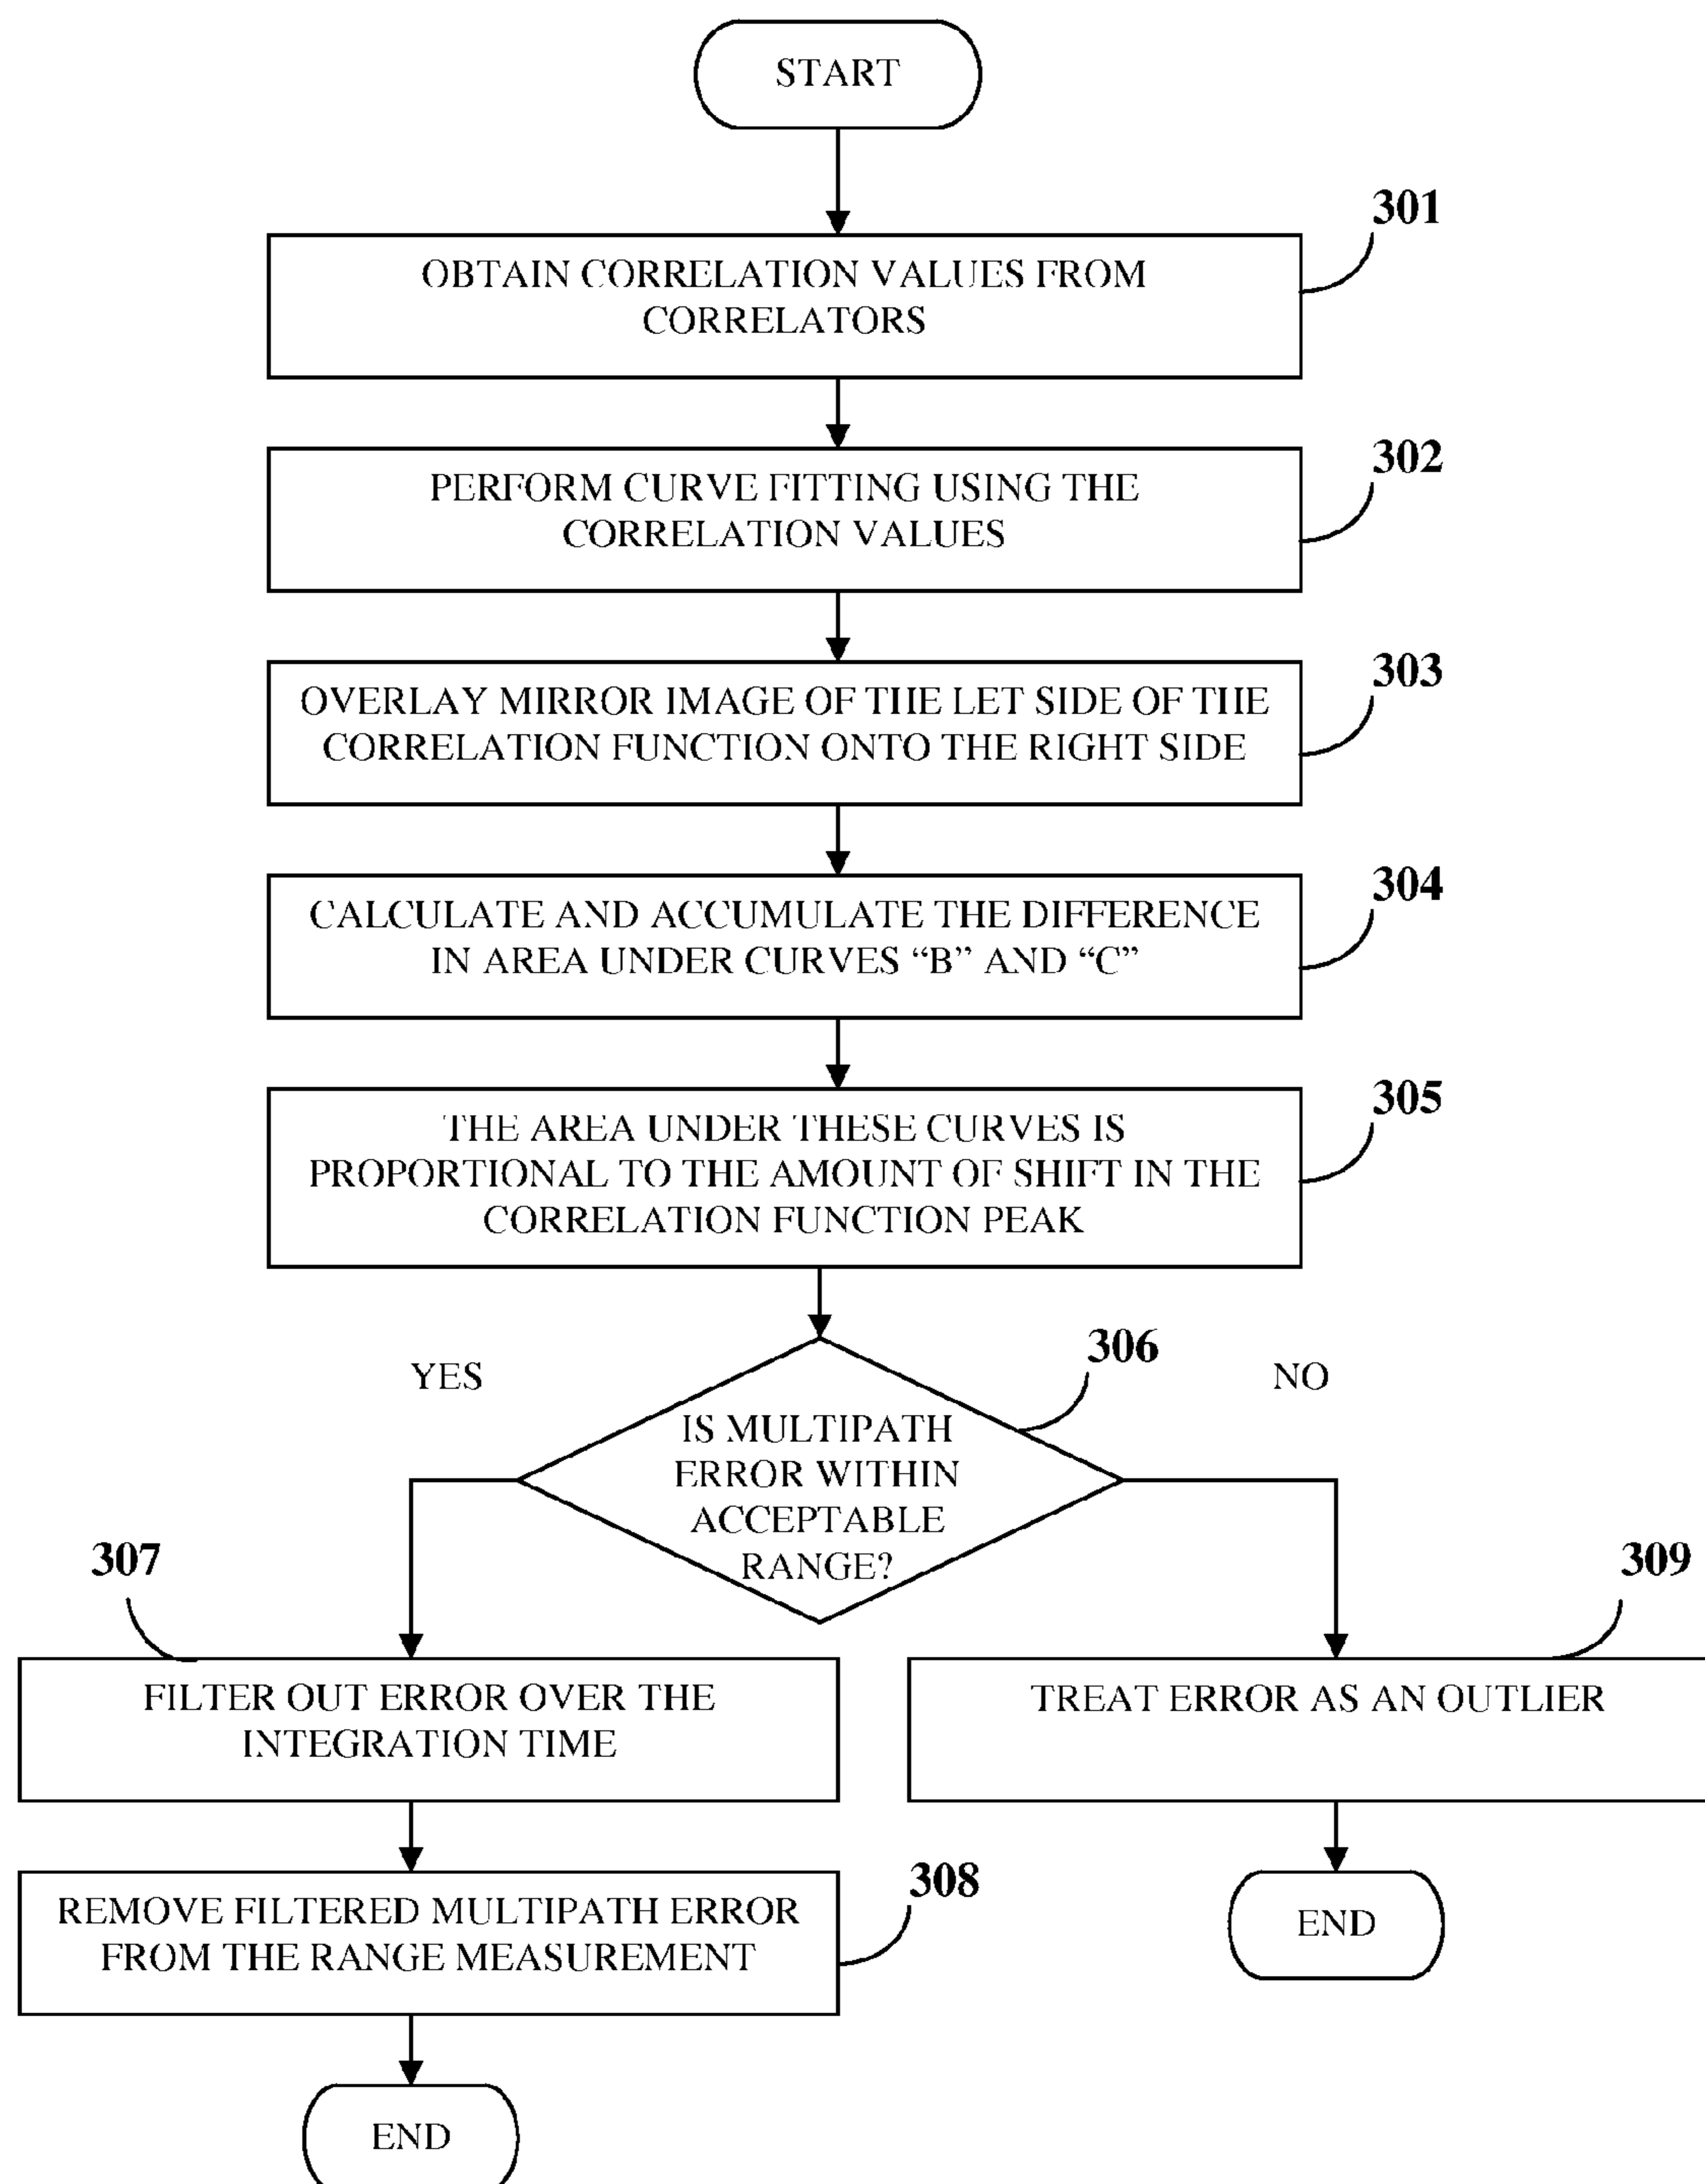 START
301
OBTAIN CORRELATION VALUES FROM
CORRELATORS
302
PERFORM CURVE FITTING USING THE
CORRELATION VALUES
303
OVERLAY MIRROR IMAGE OF THE LET SIDE OF THE
CORRELATION FUNCTION ONTO THE RIGHT SIDE
304
CALCULATE AND ACCUMULATE THE DIFFERENCE
IN AREA UNDER CURVES “B” AND “C”
305
THE AREA UNDER THESE CURVES IS
PROPORTIONAL TO THE AMOUNT OF SHIFT IN THE
CORRELATION FUNCTION PEAK
306
YES
NO
IS MULTIPATH
ERROR WITHIN
ACCEPTABLE
RANGE?
307
309
FILTER OUT ERROR OVER THE
INTEGRATION TIME
TREAT ERROR AS AN OUTLIER
308
REMOVE FILTERED MULTIPATH ERROR
FROM THE RANGE MEASUREMENT
END
END